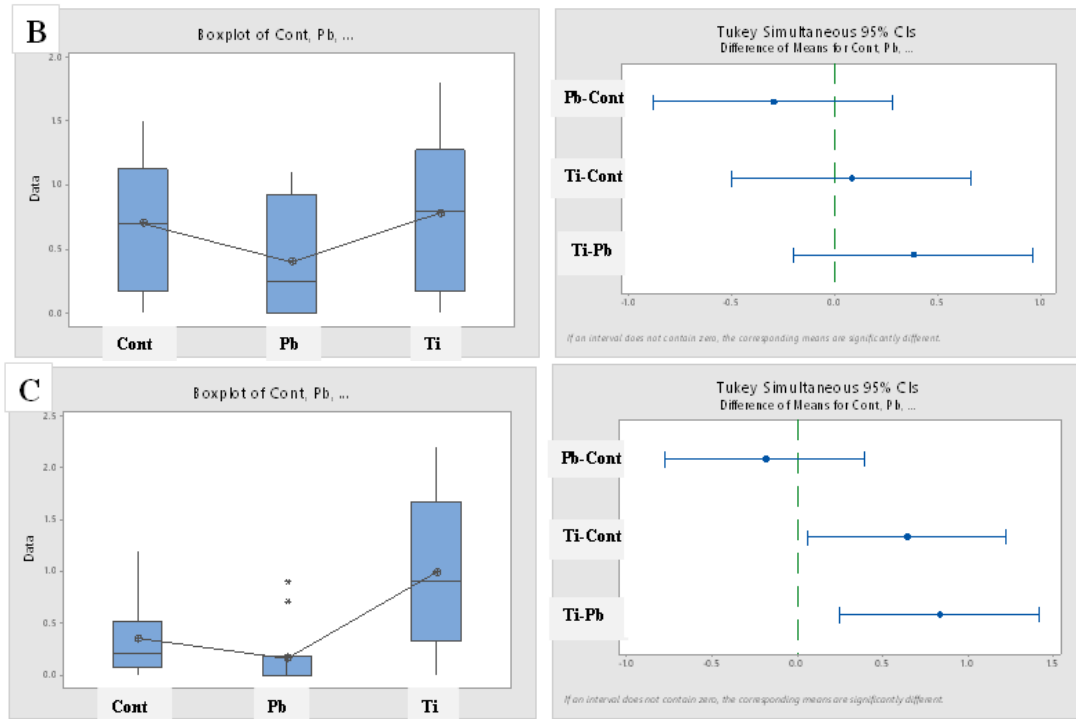 B
Boxplot of Cont, Pb, ...
2.0
1.5
1.0
0.5
0.0
Data
Cont Pb Ti
Tukey Simultaneous 95% CIs
Difference of Means for Cont, Pb, ...
Pb-Cont
Ti-Cont
Ti-Pb
-1.0 -0.5 0.0 0.5 1.0
If an interval does not contain zero, the corresponding means are significantly different.
C
Boxplot of Cont, Pb, ...
2.5
2.0
1.5
1.0
0.5
0.0
Data
Cont Pb Ti
Tukey Simultaneous 95% CIs
Difference of Means for Cont, Pb, ...
Pb-Cont
Ti-Cont
Ti-Pb
-1.0 -0.5 0.0 0.5 1.0 1.5
If an interval does not contain zero, the corresponding means are significantly different.